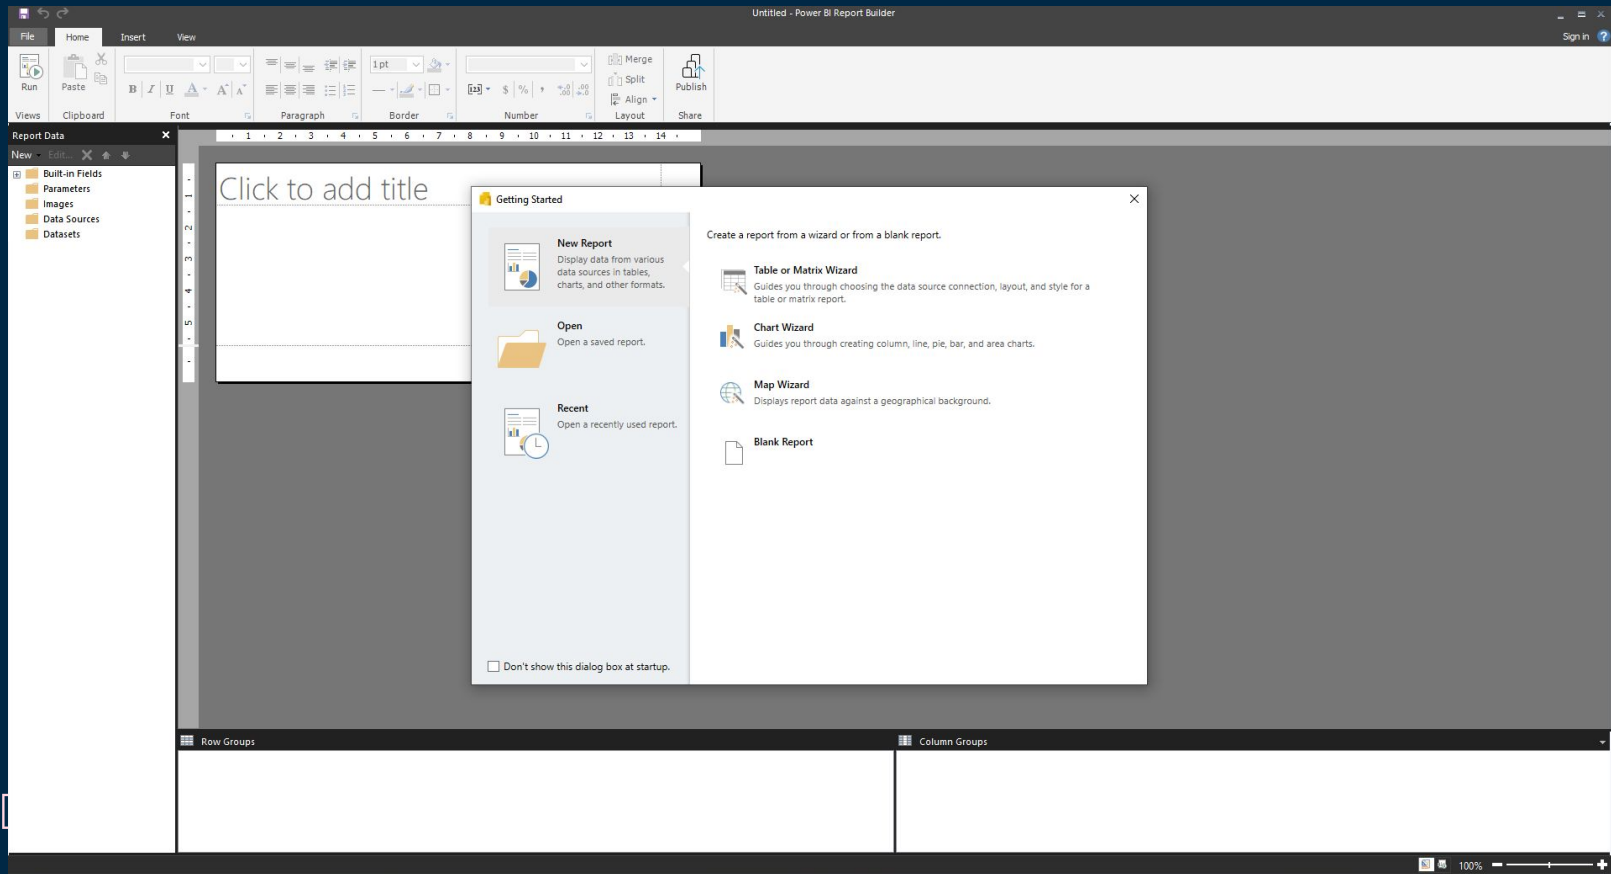 Untitled - Power BI Report Builder
File Home Insert View
Sign in
1pt
Merge
Split
Align
Run
Paste
B I U A A A
$ % ,
Publish
Views Clipboard Font Paragraph Border Number Layout Share
Report Data
New Edit...
Built-in Fields
Parameters
Images
Data Sources
Datasets
1 2 3 4 5 6 7 8 9 10 11 12 13 14
1
2
3
4
5
Click to add title
Getting Started
New Report
Display data from various
data sources in tables,
charts, and other formats.
Open
Open a saved report.
Recent
Open a recently used report.
Don't show this dialog box at startup.
Create a report from a wizard or from a blank report.
Table or Matrix Wizard
Guides you through choosing the data source connection, layout, and style for a
table or matrix report.
Chart Wizard
Guides you through creating column, line, pie, bar, and area charts.
Map Wizard
Displays report data against a geographical background.
Blank Report
Row Groups
Column Groups
100%